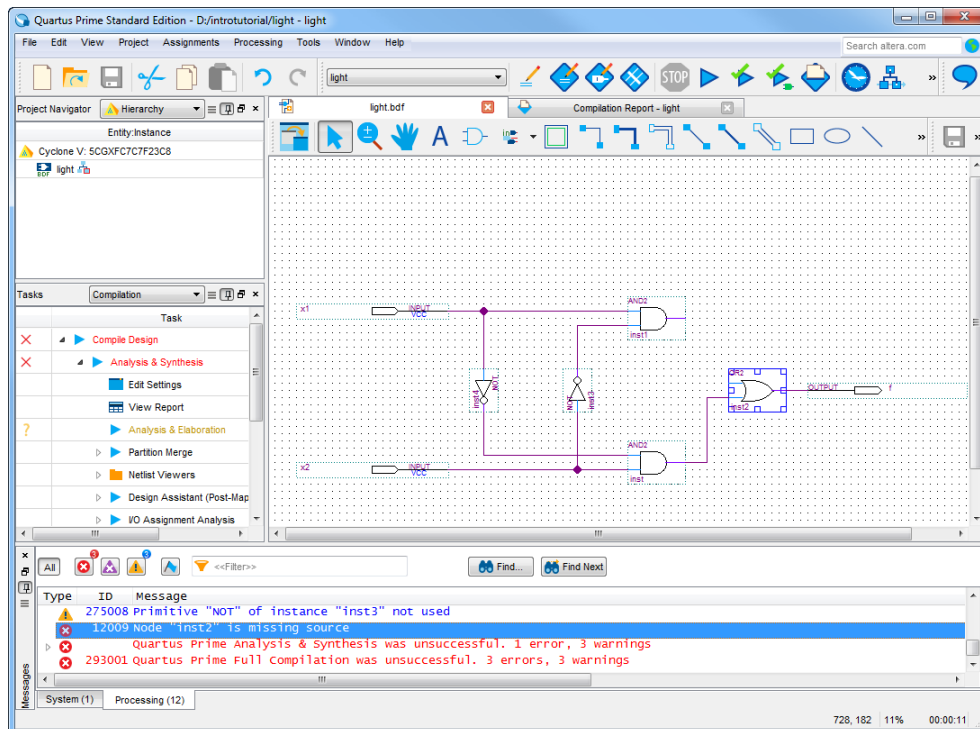 Quartus Prime Standard Edition - D:/introtutorial/light - light
File Edit View Project Assignments Processing Tools Window Help
Search altera.com
light
STOP
»
Project Navigator Hierarchy
light.bdf
Compilation Report - light
Entity:Instance
Cyclone V: 5CGXFC7C7F23C8
BDF light
A
» »
Tasks Compilation
Task
Compile Design
Analysis & Synthesis
Edit Settings
View Report
? Analysis & Elaboration
Partition Merge
Netlist Viewers
Design Assistant (Post-Map
I/O Assignment Analysis
x1
INPUT
VCC
AND2
inst1
NOT
inst4
NOT
inst3
OR2
inst2
OUTPUT
f
x2
INPUT
VCC
AND2
inst
All
3
3
<<Filter>>
Find...
Find Next
Type ID Message
275008 Primitive "NOT" of instance "inst3" not used
12009 Node "inst2" is missing source
Quartus Prime Analysis & Synthesis was unsuccessful. 1 error, 3 warnings
293001 Quartus Prime Full Compilation was unsuccessful. 3 errors, 3 warnings
Messages
System (1) Processing (12)
728, 182 11% 00:00:11